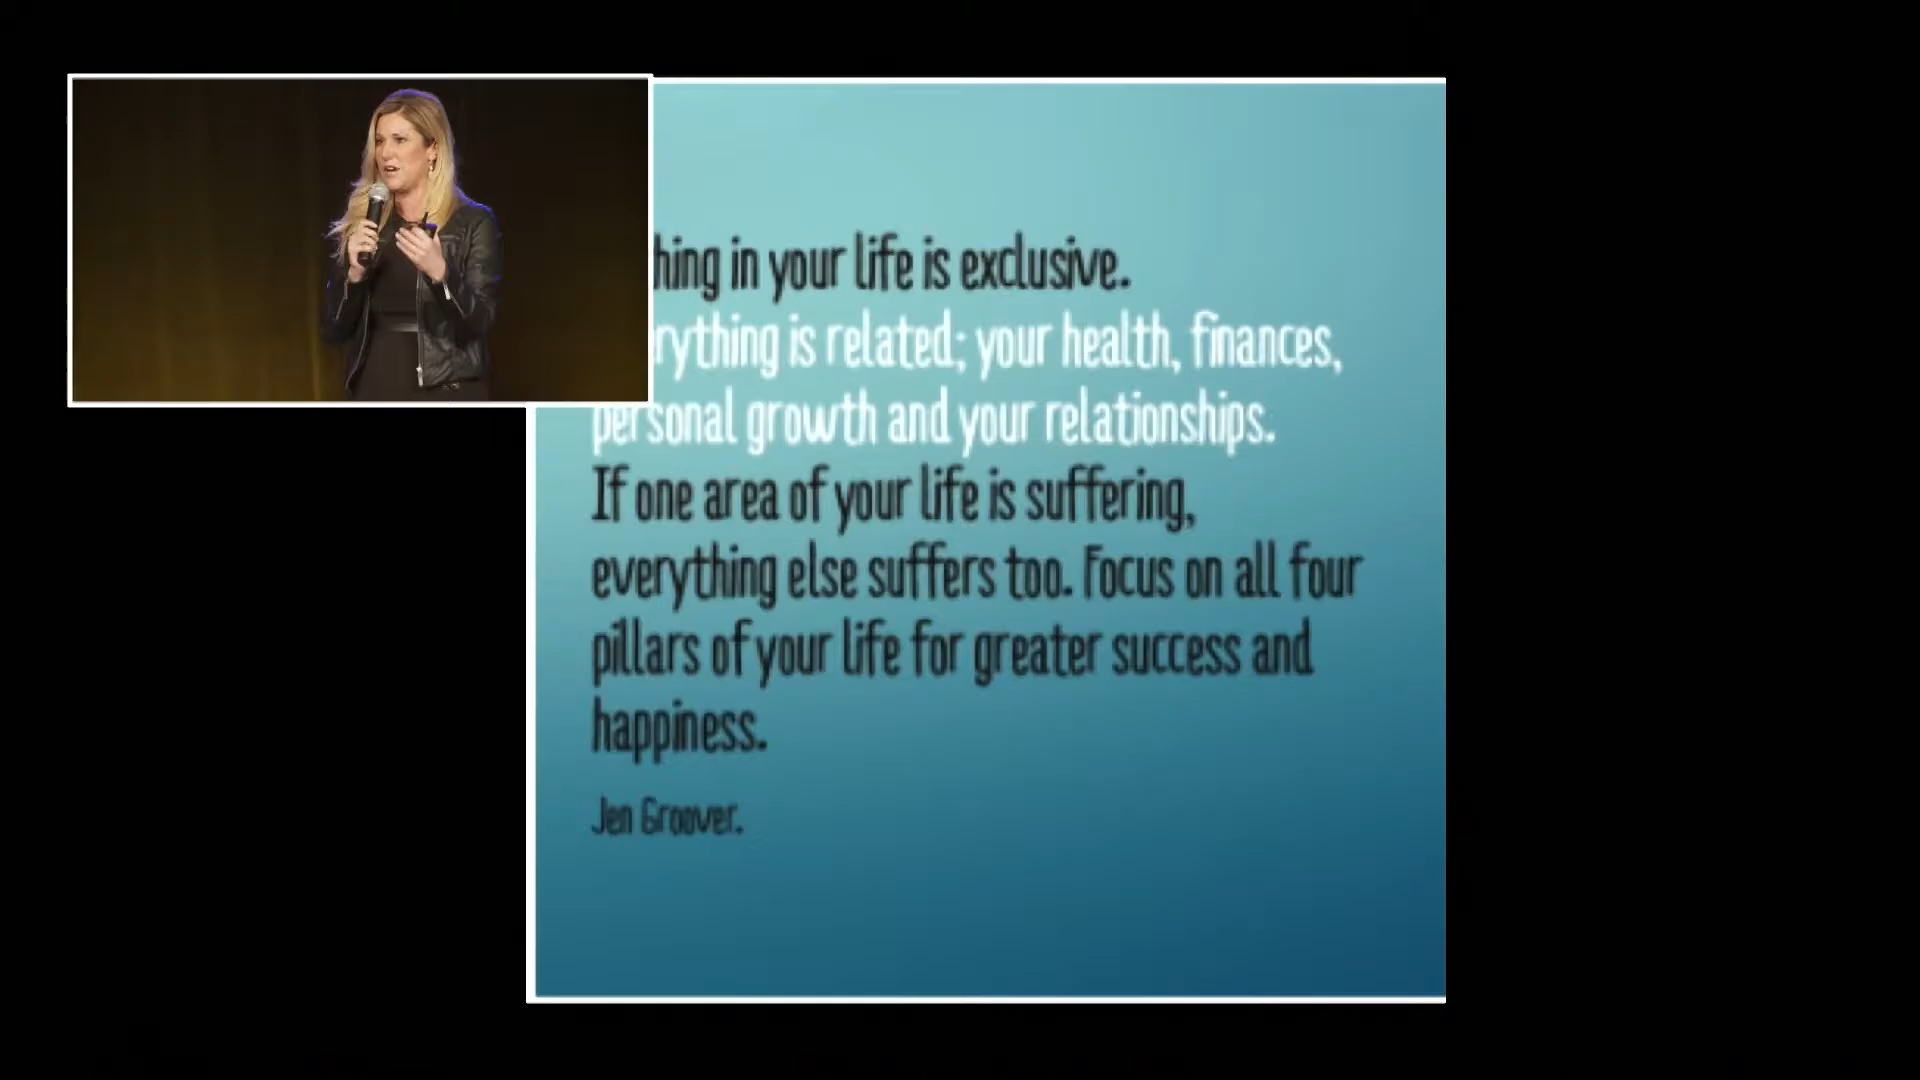 hing in your life is exclusive.
rything is related; your health, finances,
personal growth and your relationships.
If one area of your life is suffering,
everything else suffers too. Focus on all four
pillars of your life for greater success and
happiness.
Jen Groover.